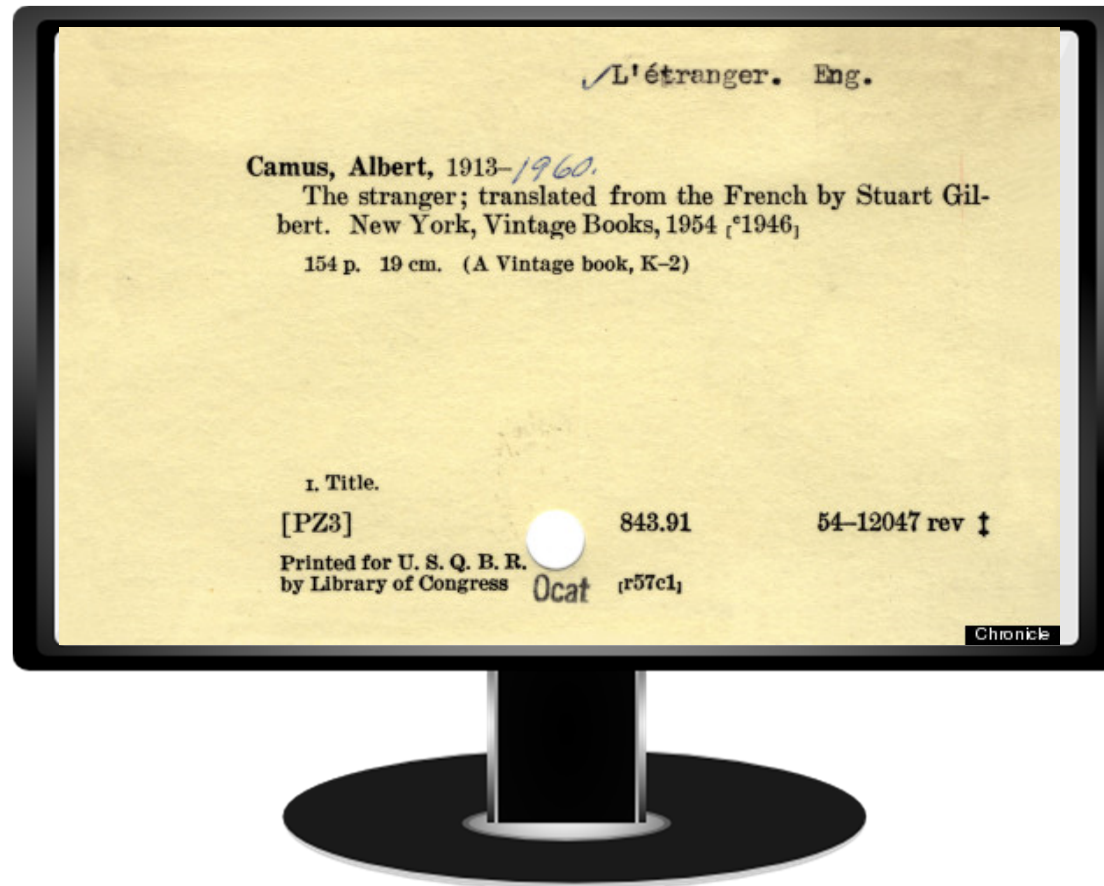 L'étranger. Eng.
Camus, Albert, 1913–1960.
The stranger; translated from the French by Stuart Gil-
bert. New York, Vintage Books, 1954 [ᶜ1946]
154 p. 19 cm. (A Vintage book, K–2)
I. Title.
[PZ3] 843.91 54–12047 rev ‡
Printed for U. S. Q. B. R.
by Library of Congress Ocat [r57c1]
Chronicle